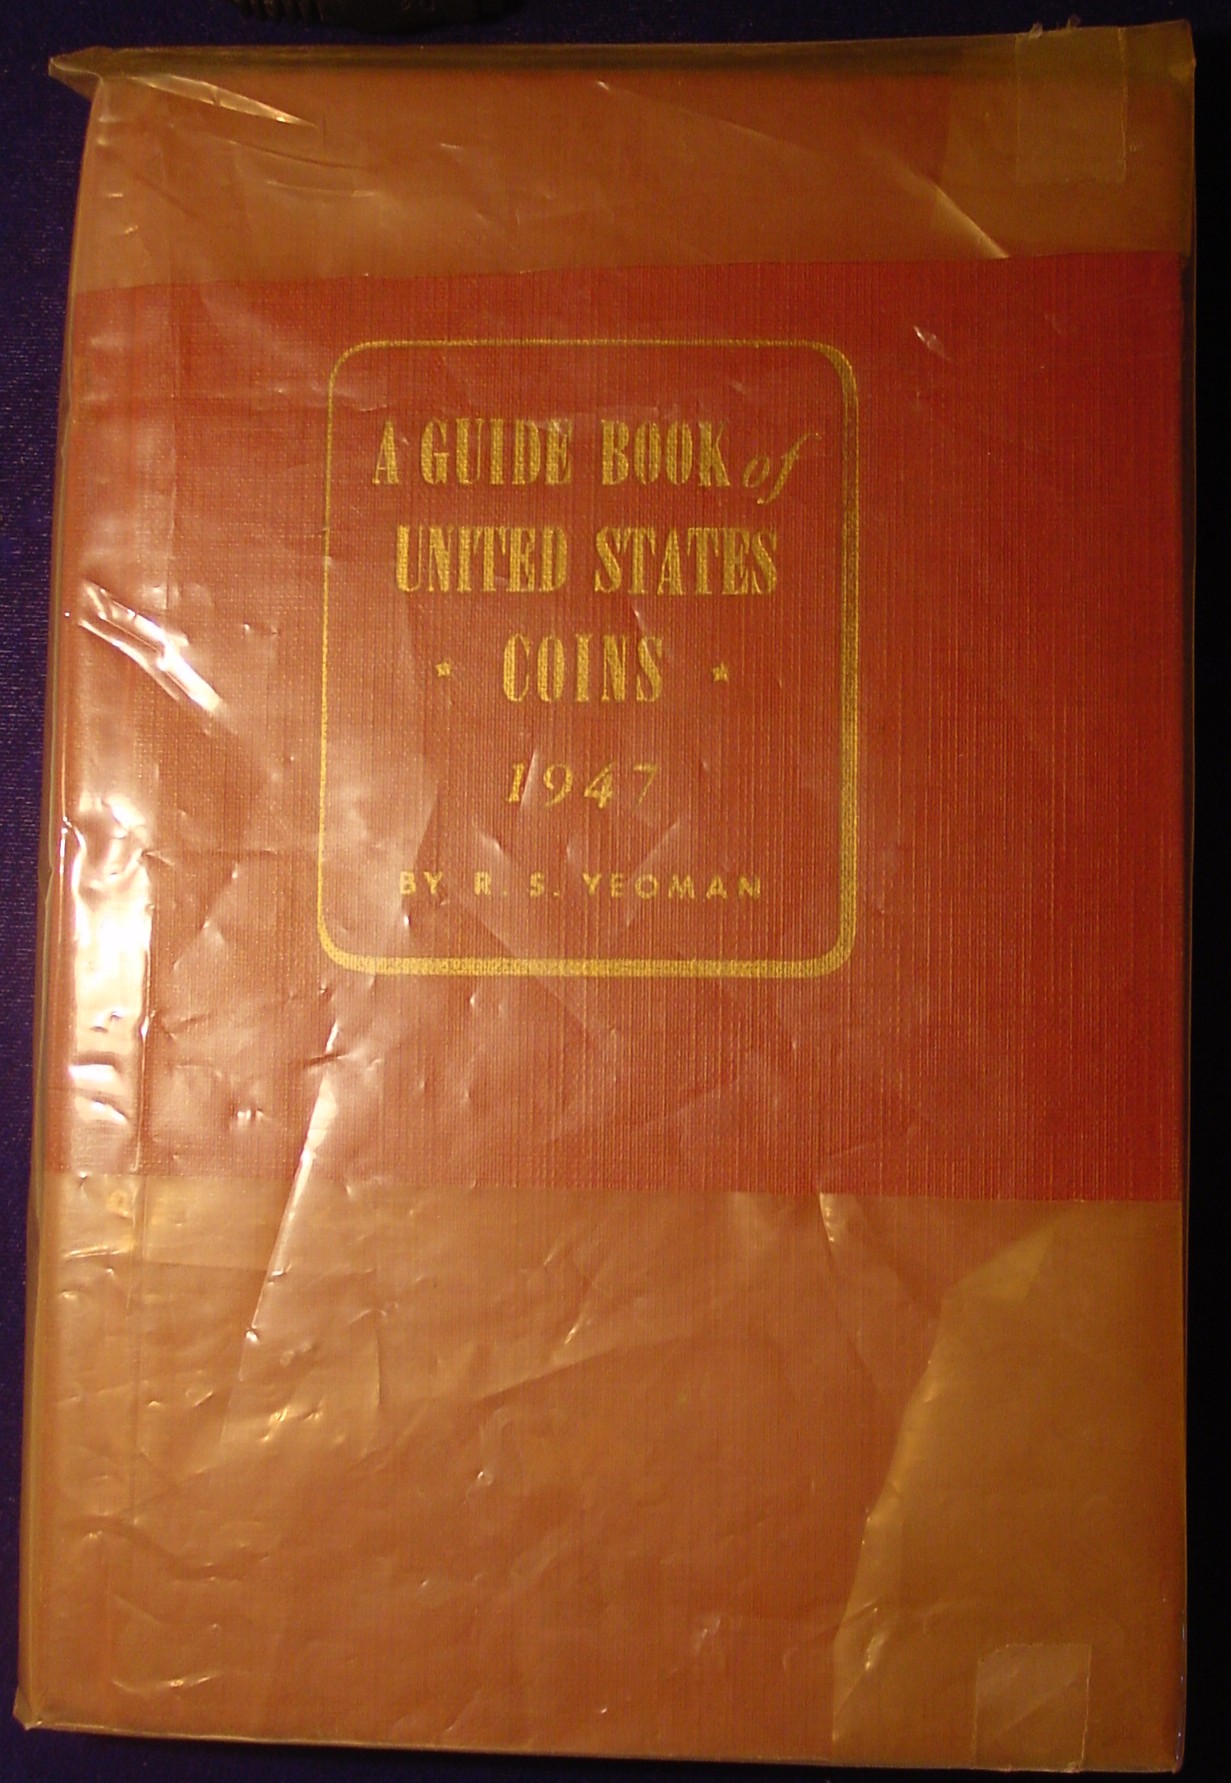 A GUIDE BOOK of
UNITED STATES
COINS
1947
BY R. S. YEOMAN